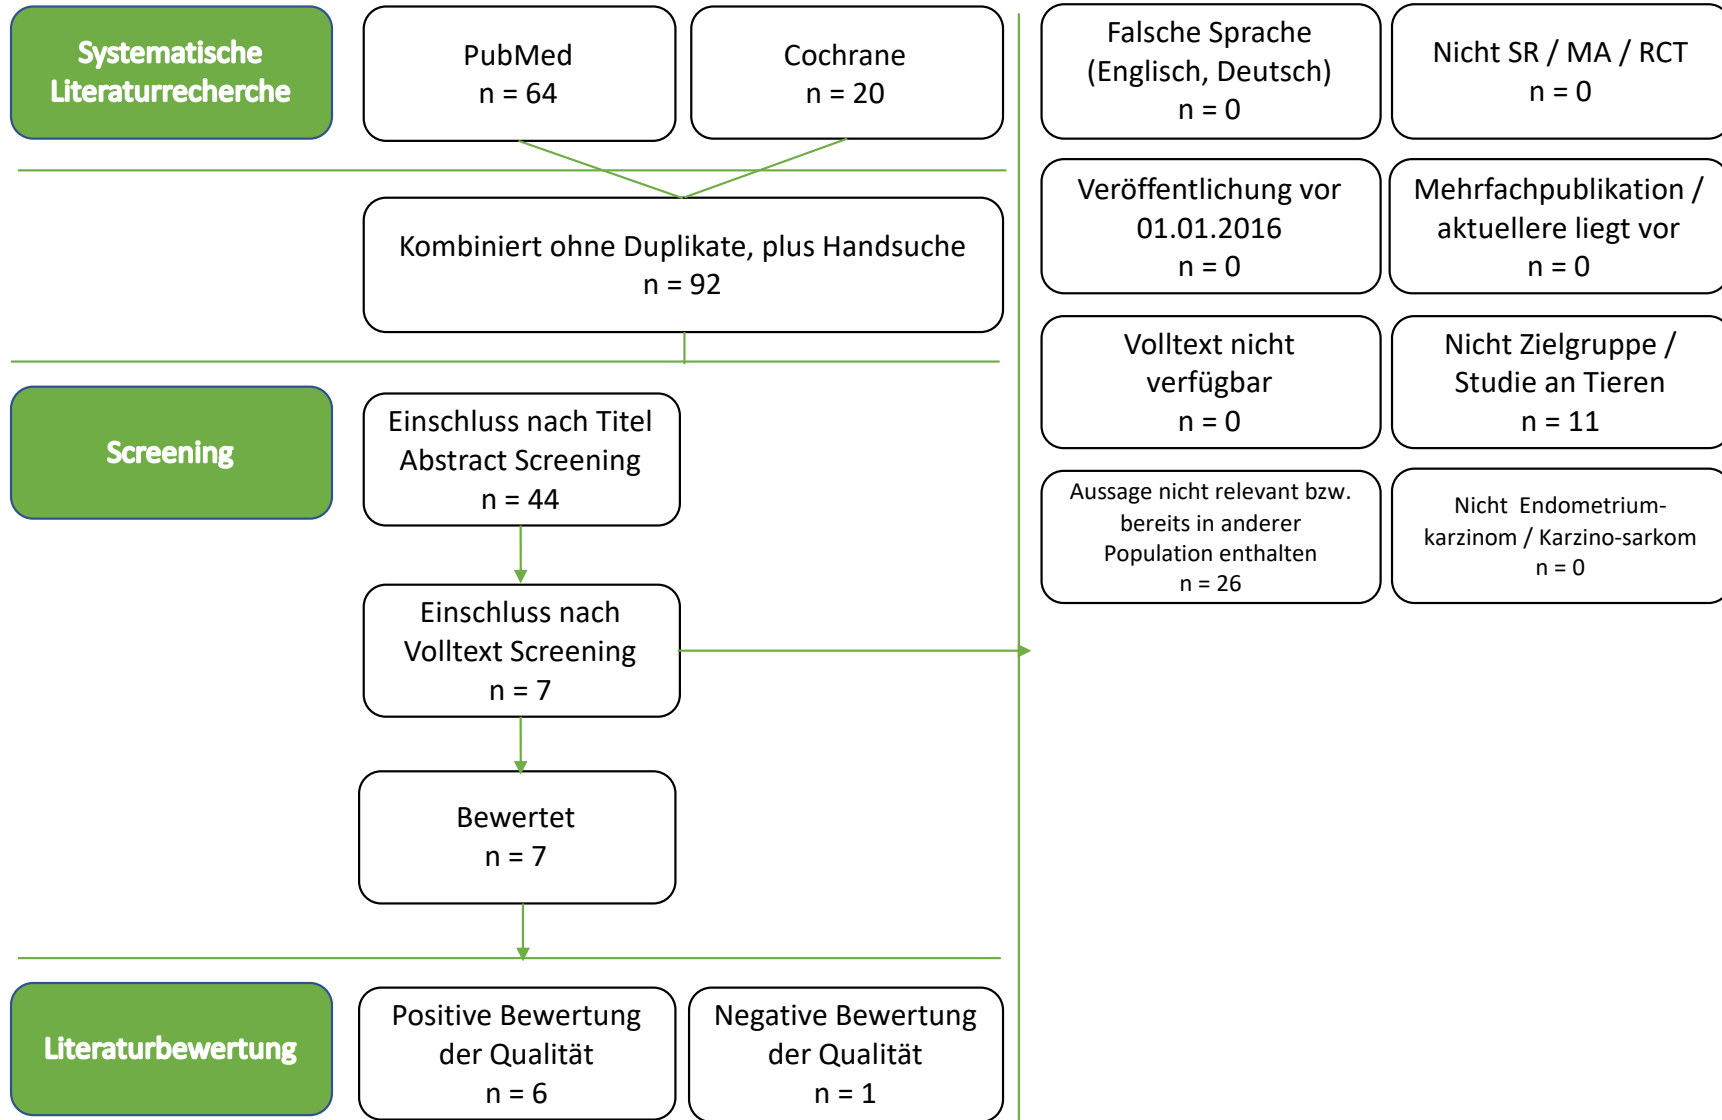 Systematische
Literaturrecherche
PubMed
n = 64
Cochrane
n = 20
Kombiniert ohne Duplikate, plus Handsuche
n = 92
Screening
Einschluss nach Titel
Abstract Screening
n = 44
Einschluss nach
Volltext Screening
n = 7
Bewertet
n = 7
Literaturbewertung
Positive Bewertung
der Qualität
n = 6
Negative Bewertung
der Qualität
n = 1
Falsche Sprache
(Englisch, Deutsch)
n = 0
Nicht SR / MA / RCT
n = 0
Veröffentlichung vor
01.01.2016
n = 0
Mehrfachpublikation /
aktuellere liegt vor
n = 0
Volltext nicht
verfügbar
n = 0
Nicht Zielgruppe /
Studie an Tieren
n = 11
Aussage nicht relevant bzw.
bereits in anderer
Population enthalten
n = 26
Nicht Endometrium-
karzinom / Karzino-sarkom
n = 0